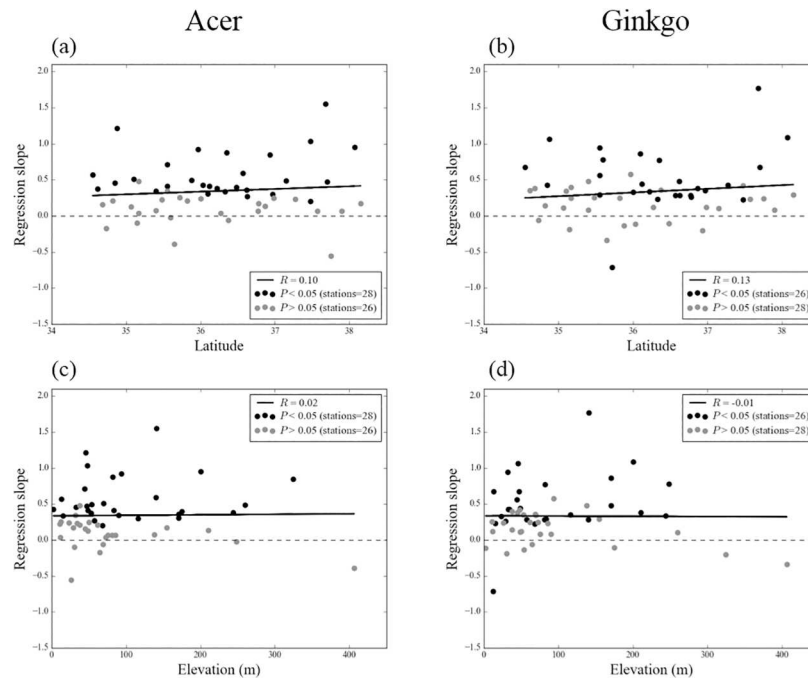 Acer
Ginkgo
(a)
2.0
1.5
1.0
0.5
0.0
−0.5
−1.0
1.5
34
35
36
37
38
Regression slope
Latitude
R = 0.10
P < 0.05 (stations=28)
P > 0.05 (stations=26)
(b)
2.0
1.5
1.0
0.5
0.0
−0.5
−1.0
1.5
34
35
36
37
38
Regression slope
Latitude
R = 0.13
P < 0.05 (stations=26)
P > 0.05 (stations=28)
(c)
2.0
1.5
1.0
0.5
0.0
0.5
−1.0
1.5
0
100
200
300
400
Regression slope
Elevation (m)
R = 0.02
P < 0.05 (stations=28)
P > 0.05 (stations=26)
(d)
2.0
1.5
1.0
0.5
0.0
0.5
−1.0
1.5
0
100
200
300
400
Regression slope
Elevation (m)
R = -0.01
P < 0.05 (stations=26)
P > 0.05 (stations=28)